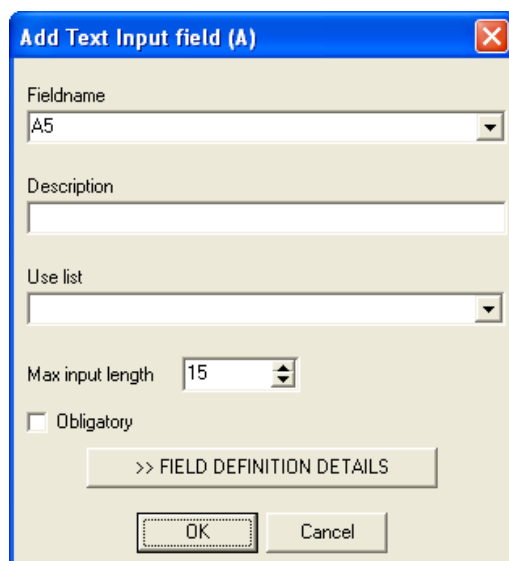 Add Text Input field (A)
Fieldname
A5
Description
Use list
Max input length 15
Obligatory
>> FIELD DEFINITION DETAILS
OK Cancel